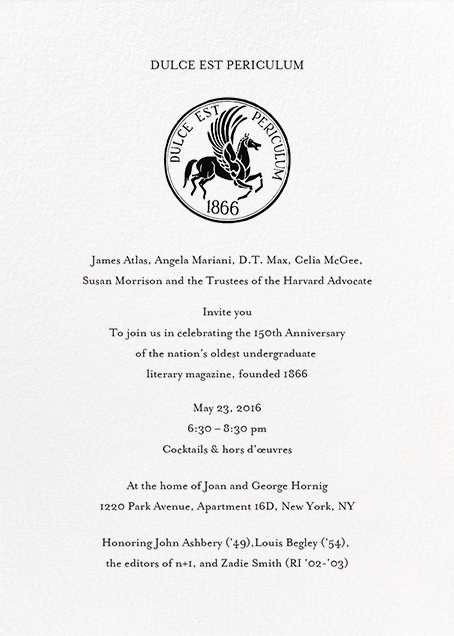 DULCE EST PERICULUM
DULCE EST PERICULUM
1866
James Atlas, Angela Mariani, D.T. Max, Celia McGee,
Susan Morrison and the Trustees of the Harvard Advocate
Invite you
To join us in celebrating the 150th Anniversary
of the nation's oldest undergraduate
literary magazine, founded 1866
May 23, 2016
6:30 – 8:30 pm
Cocktails & hors d'œuvres
At the home of Joan and George Hornig
1220 Park Avenue, Apartment 16D, New York, NY
Honoring John Ashbery ('49),Louis Begley ('54),
the editors of n+1, and Zadie Smith (RI '02-'03)